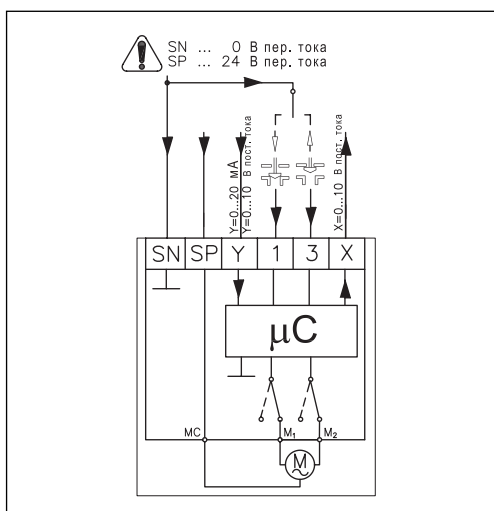 SN ... 0 В пер. тока
SP ... 24 В пер. тока
Y=0...20 мА
Y=0...10 В пост. тока
X=0...10 В пост. тока
SN SP Y 1 3 X
µC
MC M₁ M₂
M